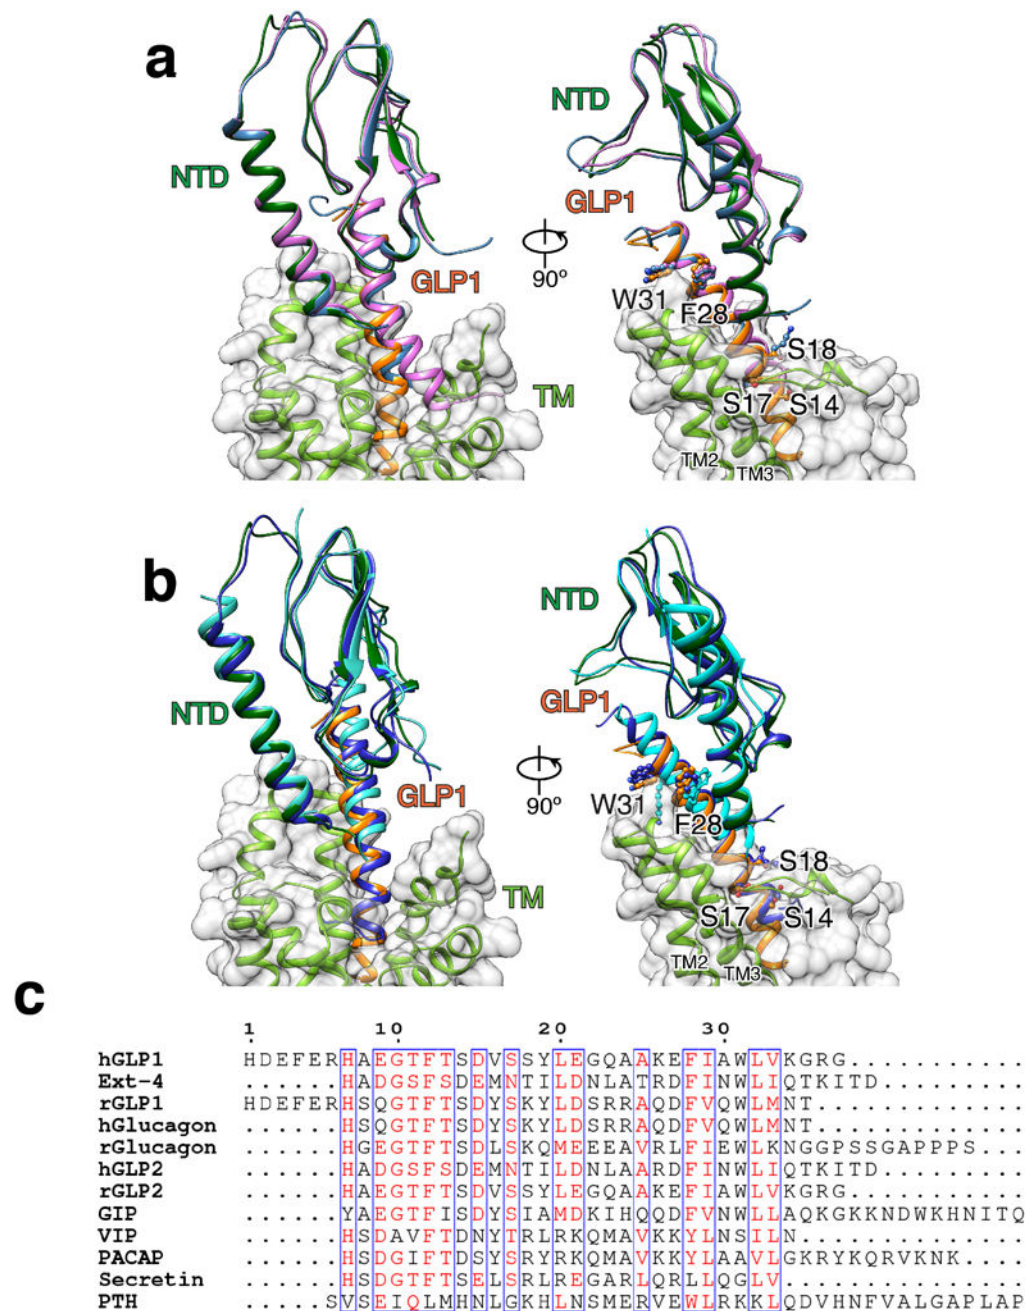 a
NTD
GLP1
TM
90°
NTD
GLP1
W31
F28
S18
S17
S14
TM2
TM3
b
NTD
GLP1
TM
90°
NTD
GLP1
W31
F28
S18
S17
S14
TM2
TM3
c
1 10 20 30
hGLP1 HDEFERHAEGTFTSDVSSYLEGQAAKEFIAWLVKGRG...........
Ext-4 ......HADGSFSDEMNTILDNLATRDFINWLIQTKITD.........
rGLP1 HDEFERHSQGTFTSDYSKYLDSRRAQDFVQWLMNT.............
hGlucagon ......HSQGTFTSDYSKYLDSRRAQDFVQWLMNT.............
rGlucagon ......HGEGTFTSDLSKQMEEEAVRLFIEWLKNGGPSSGAPPPS...
hGLP2 ......HADGSFSDEMNTILDNLAARDFINWLIQTKITD.........
rGLP2 ......HAEGTFTSDVSSYLEGQAAKEFIAWLVKGRG...........
GIP ......YAEGTFISDYSIAMDKIHQQDFVNWLLAQKGKKNDWKHNITQ
VIP ......HSDAVFTDNYTRLRKQMAVKKYLNSILN..............
PACAP ......HSDGIFTDSYSRYRKQMAVKKYLAAVLGKRYKQRVKNK....
Secretin ......HSDGTFTSELSRLREGARLQRLLQGLV...............
PTH .....SVSEIQLMHNLGKHLNSMERVEWLRKKLQDVHNFVALGAPLAP